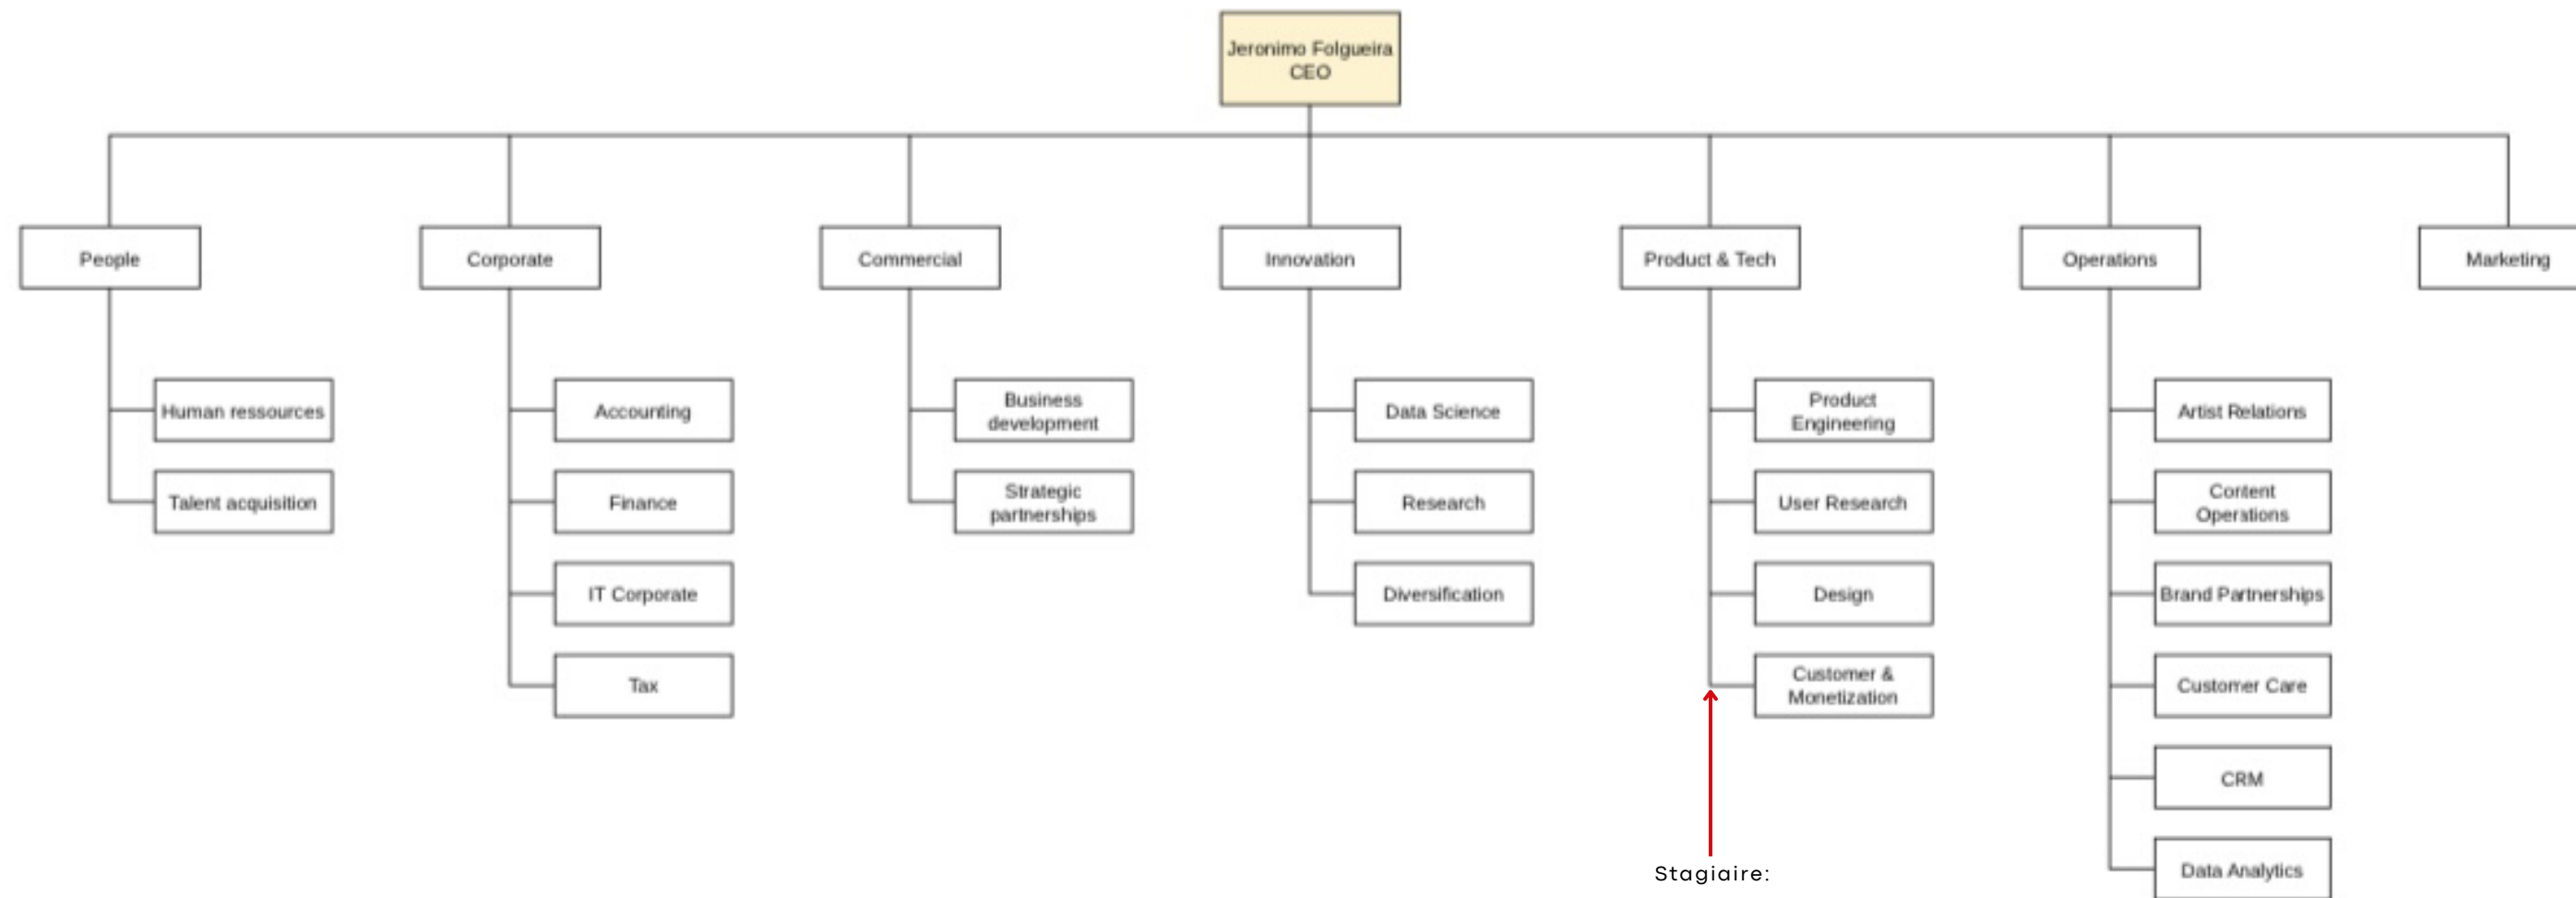 Jeronimo Folgueira
CEO
People
Corporate
Commercial
Innovation
Product & Tech
Operations
Marketing
Human ressources
Talent acquisition
Accounting
Finance
IT Corporate
Tax
Business
development
Strategic
partnerships
Data Science
Research
Diversification
Product
Engineering
User Research
Design
Customer &
Monetization
Artist Relations
Content
Operations
Brand Partnerships
Customer Care
CRM
Data Analytics
Stagiaire: